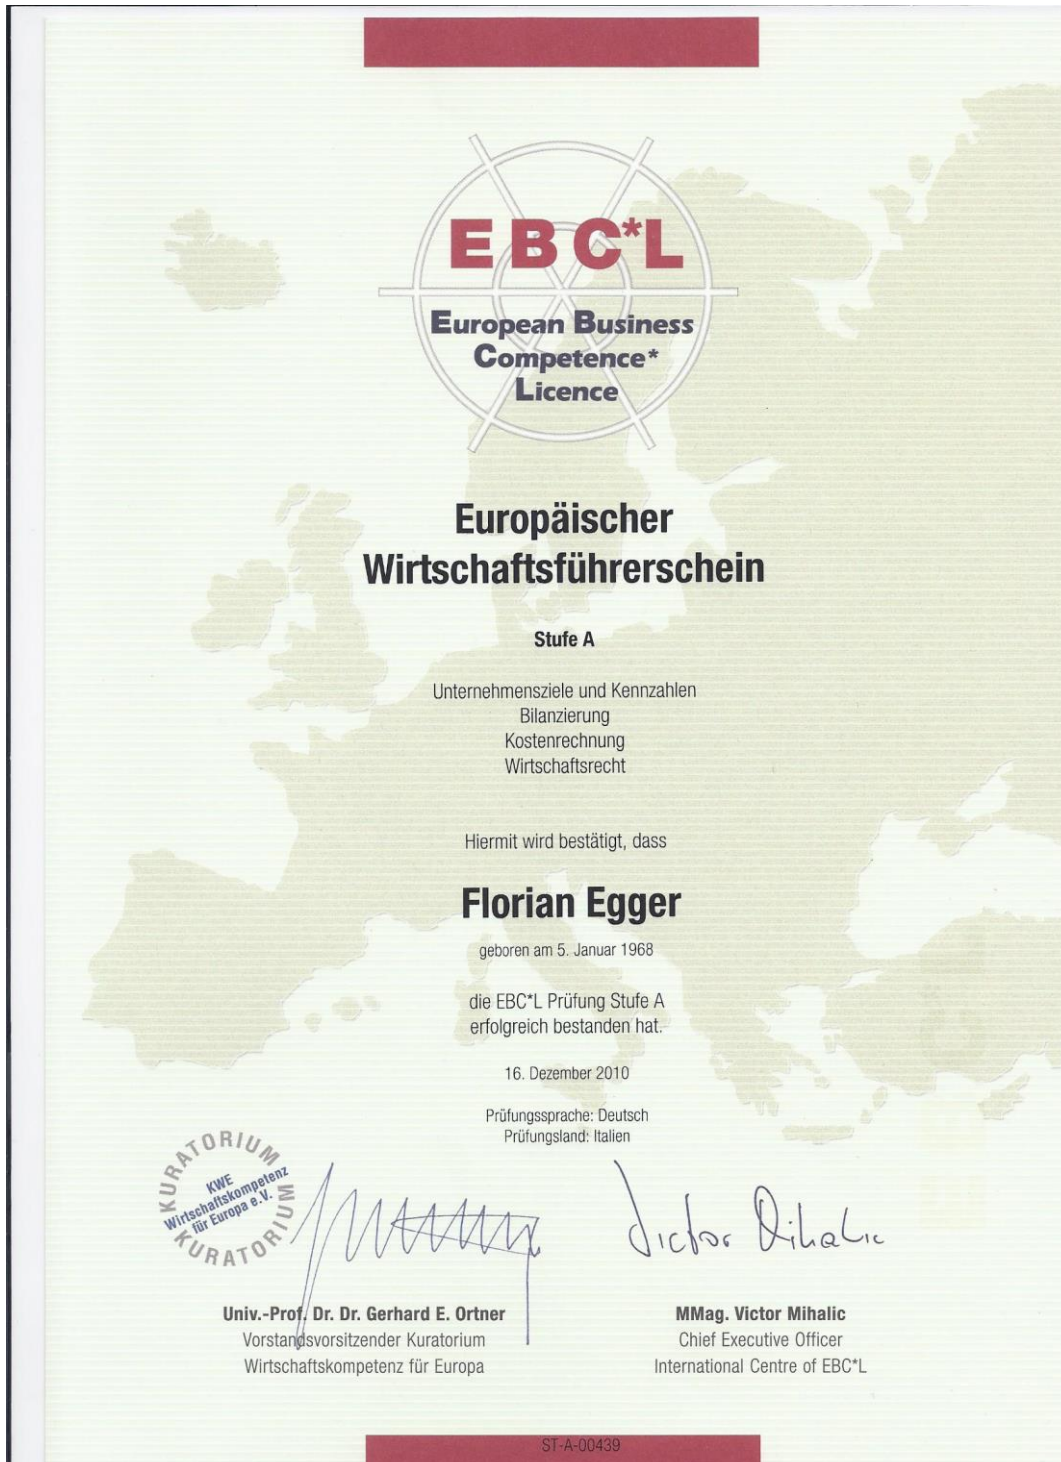 EBC*L
European Business
Competence*
Licence
Europäischer
Wirtschaftsführerschein
Stufe A
Unternehmensziele und Kennzahlen
Bilanzierung
Kostenrechnung
Wirtschaftsrecht
Hiermit wird bestätigt, dass
Florian Egger
geboren am 5. Januar 1968
die EBC*L Prüfung Stufe A
erfolgreich bestanden hat.
16. Dezember 2010
Prüfungssprache: Deutsch
Prüfungsland: Italien
KURATORIUM
KWE
Wirtschaftskompetenz
für Europa e.V.
KURATORIUM
Victor Mihalic
Univ.-Prof. Dr. Dr. Gerhard E. Ortner
Vorstandsvorsitzender Kuratorium
Wirtschaftskompetenz für Europa
MMag. Victor Mihalic
Chief Executive Officer
International Centre of EBC*L
ST-A-00439